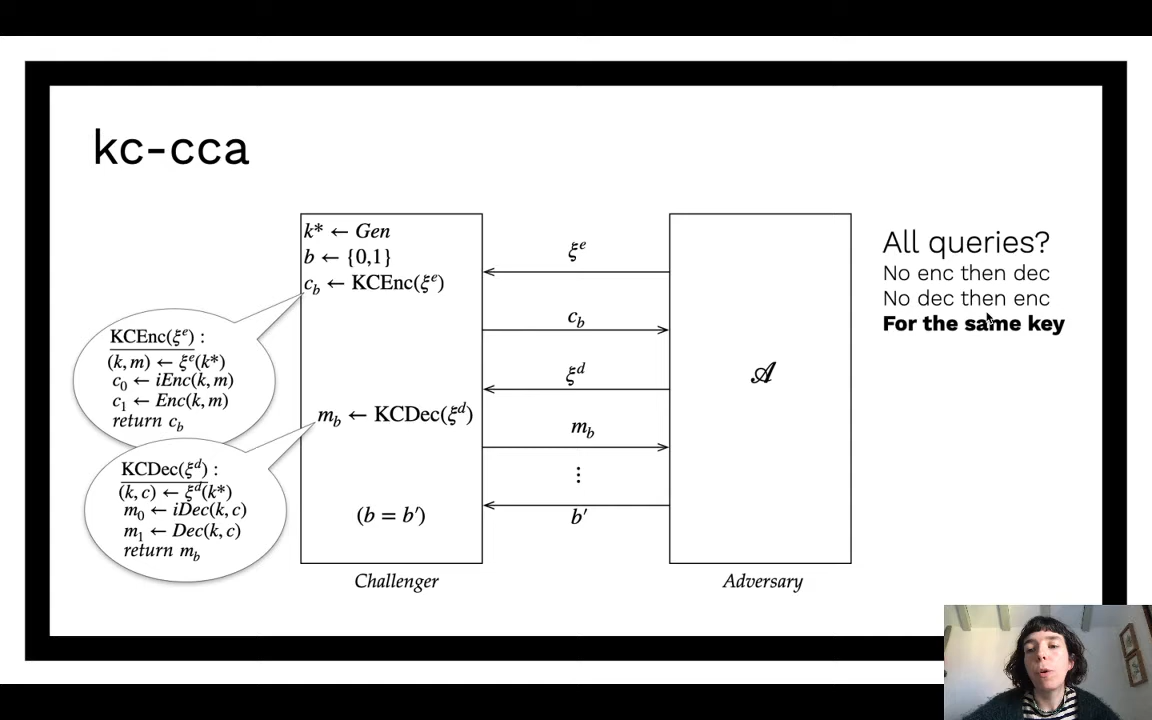 kc-cca
k* ← Gen
b ← {0,1}
c_b ← KCEnc(ξ^e)
KCEnc(ξ^e) :
(k, m) ← ξ^e(k*)
c_0 ← iEnc(k, m)
c_1 ← Enc(k, m)
return c_b
m_b ← KCDec(ξ^d)
KCDec(ξ^d) :
(k, c) ← ξ^d(k*)
m_0 ← iDec(k, c)
m_1 ← Dec(k, c)
return m_b
(b = b′)
Challenger
ξ^e
c_b
ξ^d
m_b
⋮
b′
𝒜
Adversary
All queries?
No enc then dec
No dec then enc
For the same key